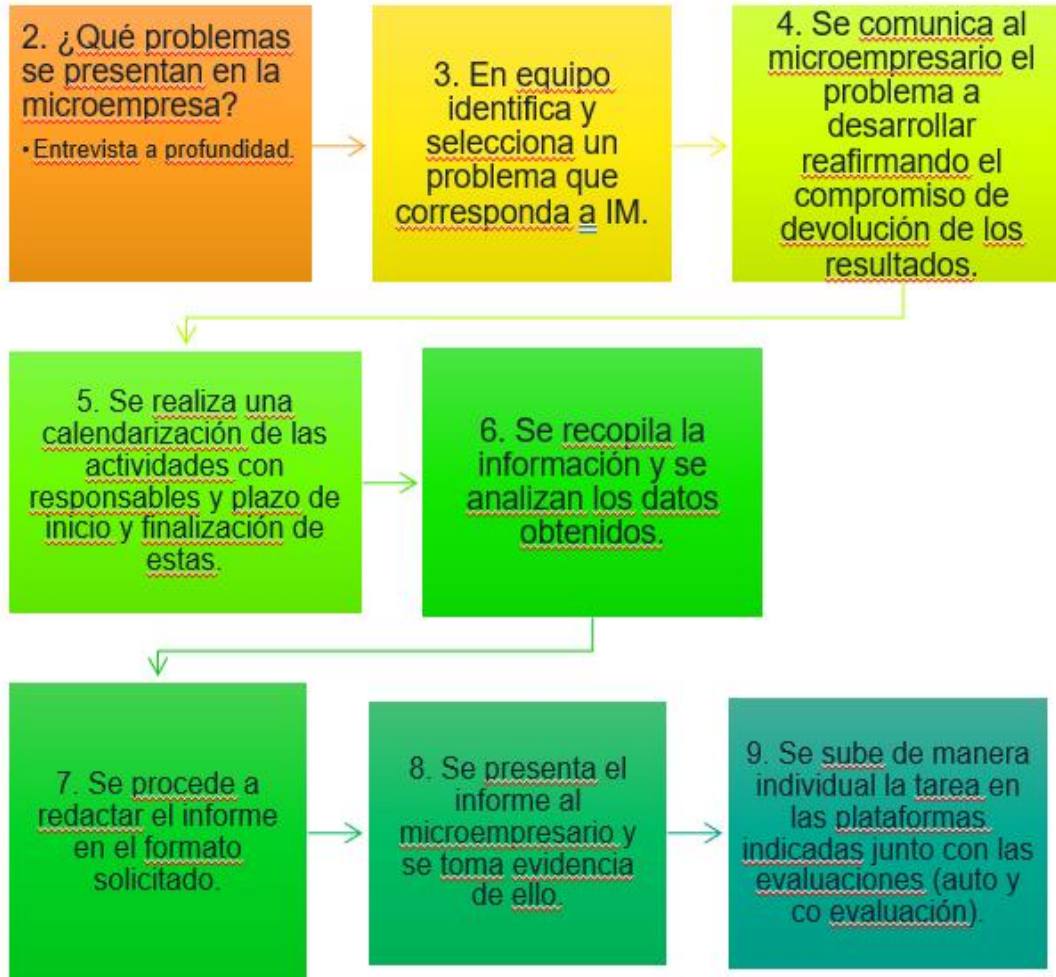 2. ¿Qué problemas
se presentan en la
microempresa?
• Entrevista a profundidad.
3. En equipo
identifica y
selecciona un
problema que
corresponda a IM.
4. Se comunica al
microempresario el
problema a
desarrollar
reafirmando el
compromiso de
devolución de los
resultados.
5. Se realiza una
calendarización de las
actividades con
responsables y plazo de
inicio y finalización de
estas.
6. Se recopila la
información y se
analizan los datos
obtenidos.
7. Se procede a
redactar el informe
en el formato
solicitado.
8. Se presenta el
informe al
microempresario y
se toma evidencia
de ello.
9. Se sube de manera
individual la tarea en
las plataformas
indicadas junto con las
evaluaciones (auto y
co evaluación).